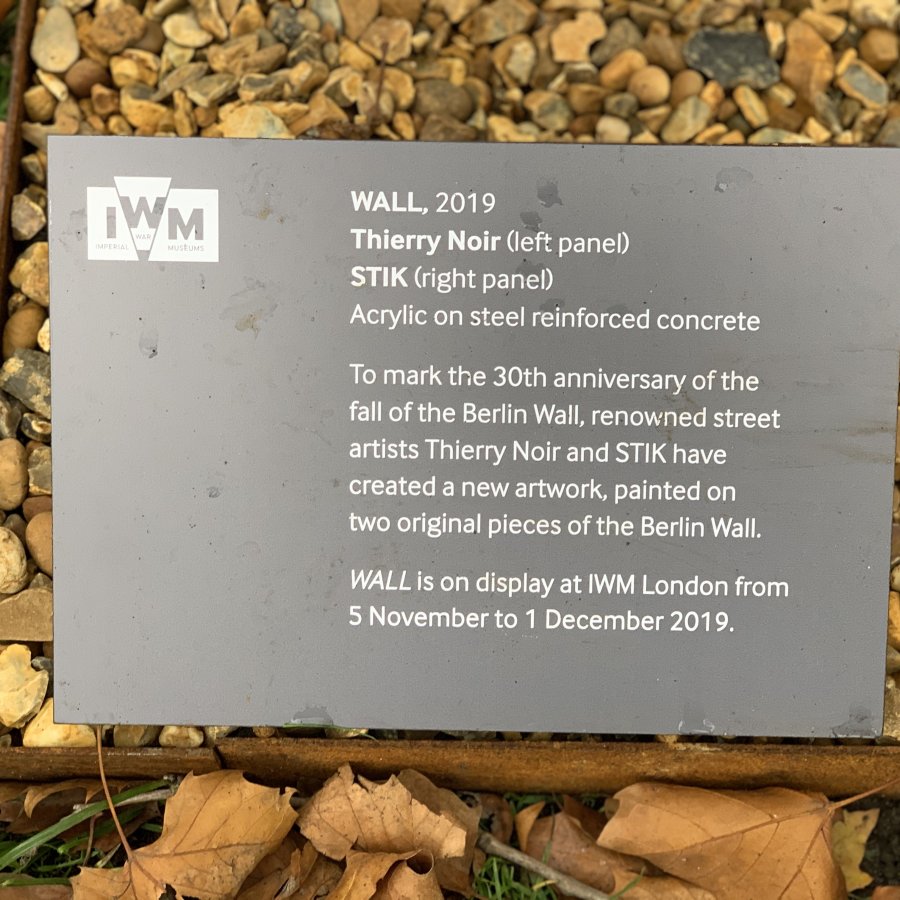 IWM
IMPERIAL WAR MUSEUMS
WALL, 2019
Thierry Noir (left panel)
STIK (right panel)
Acrylic on steel reinforced concrete
To mark the 30th anniversary of the
fall of the Berlin Wall, renowned street
artists Thierry Noir and STIK have
created a new artwork, painted on
two original pieces of the Berlin Wall.
WALL is on display at IWM London from
5 November to 1 December 2019.